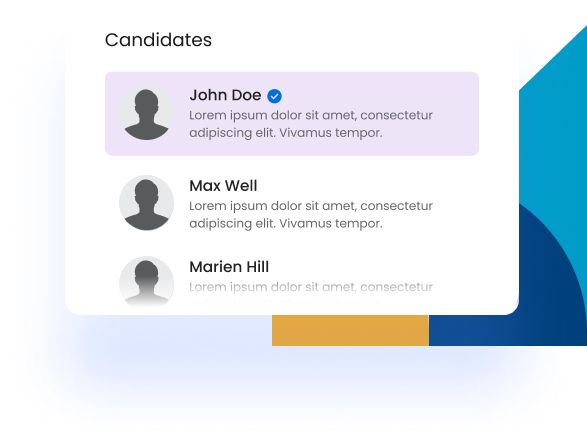 Candidates
John Doe
Lorem ipsum dolor sit amet, consectetur
adipiscing elit. Vivamus tempor.
Max Well
Lorem ipsum dolor sit amet, consectetur
adipiscing elit. Vivamus tempor.
Marien Hill
Lorem ipsum dolor sit amet, consectetur